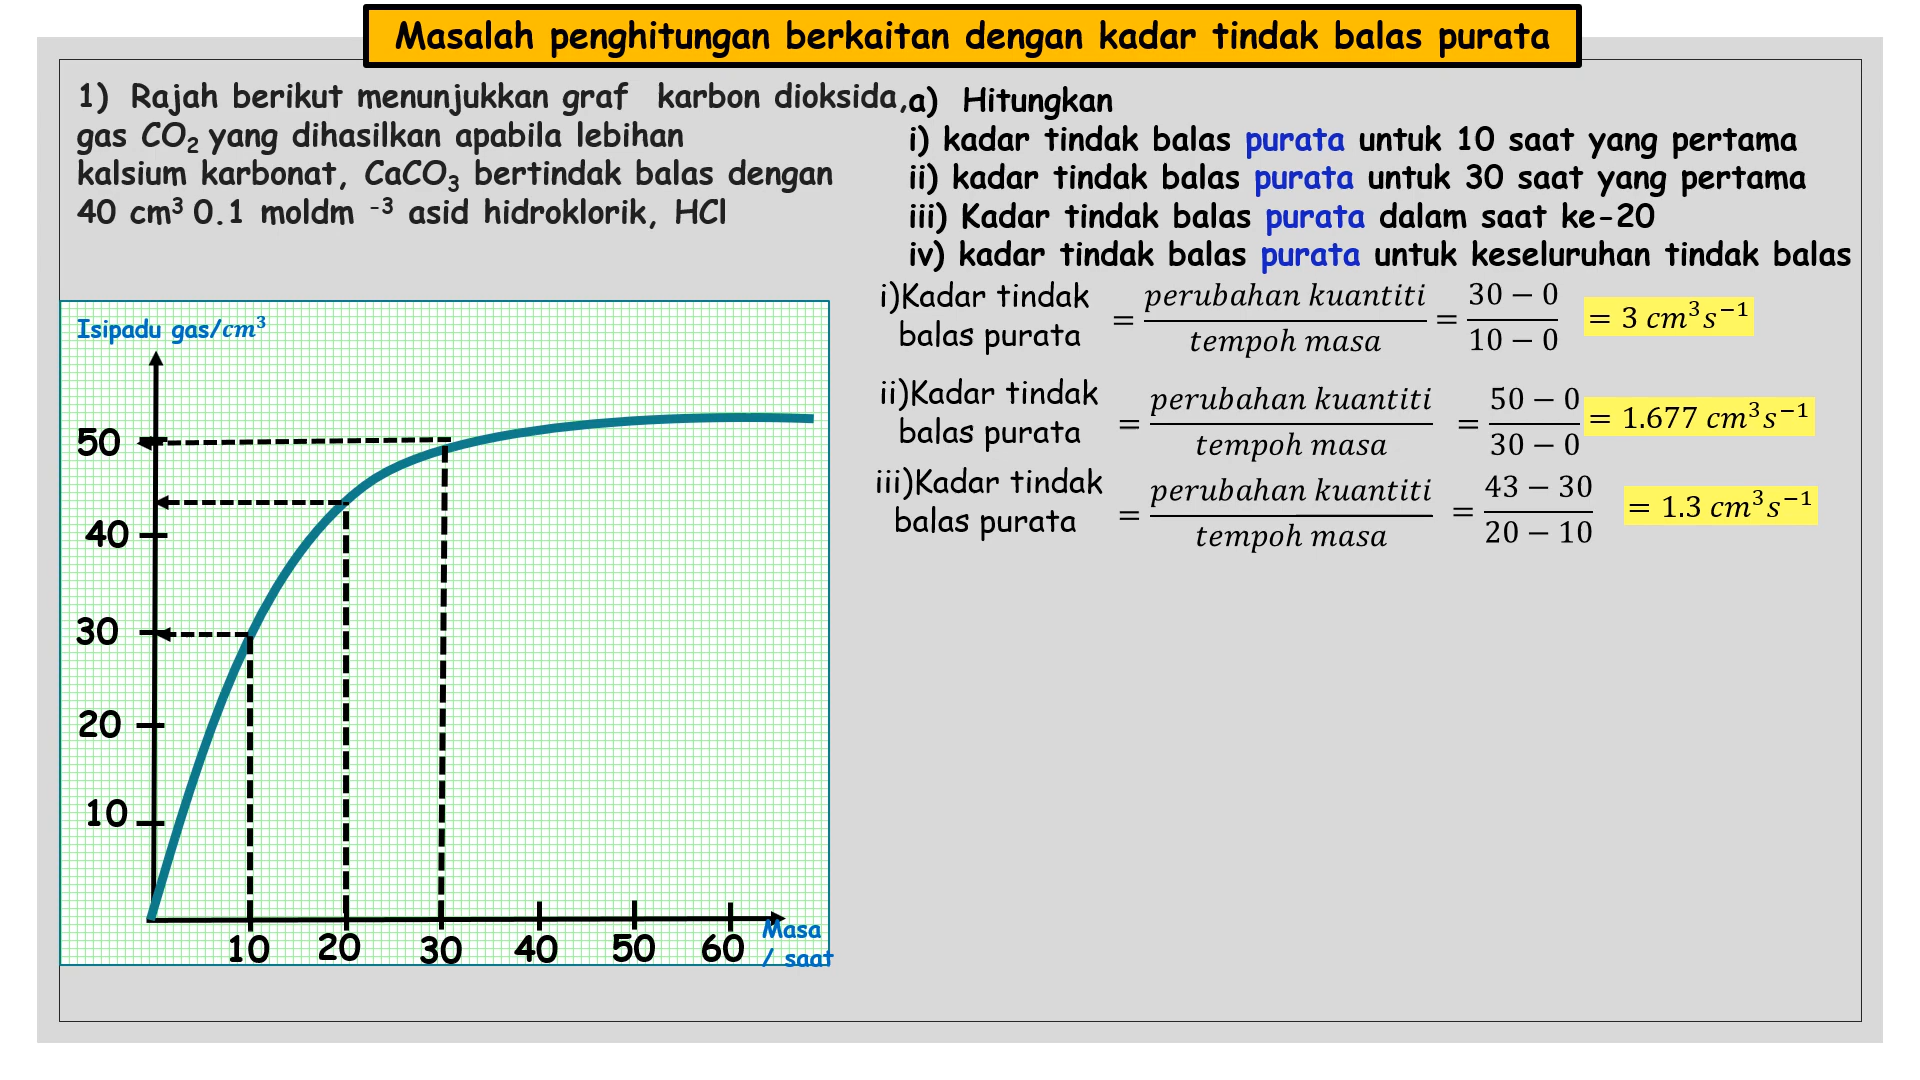 Masalah penghitungan berkaitan dengan kadar tindak balas purata
1) Rajah berikut menunjukkan graf karbon dioksida,
gas CO₂ yang dihasilkan apabila lebihan
kalsium karbonat, CaCO₃ bertindak balas dengan
40 cm³ 0.1 moldm ⁻³ asid hidroklorik, HCl
a) Hitungkan
i) kadar tindak balas purata untuk 10 saat yang pertama
ii) kadar tindak balas purata untuk 30 saat yang pertama
iii) Kadar tindak balas purata dalam saat ke-20
iv) kadar tindak balas purata untuk keseluruhan tindak balas
i)Kadar tindak
balas purata
= perubahan kuantiti / tempoh masa = 30 − 0 / 10 − 0 = 3 cm³s⁻¹
ii)Kadar tindak
balas purata
= perubahan kuantiti / tempoh masa = 50 − 0 / 30 − 0 = 1.677 cm³s⁻¹
iii)Kadar tindak
balas purata
= perubahan kuantiti / tempoh masa = 43 − 30 / 20 − 10 = 1.3 cm³s⁻¹
Isipadu gas/cm³
50
40
30
20
10
10 20 30 40 50 60
Masa
/ saat